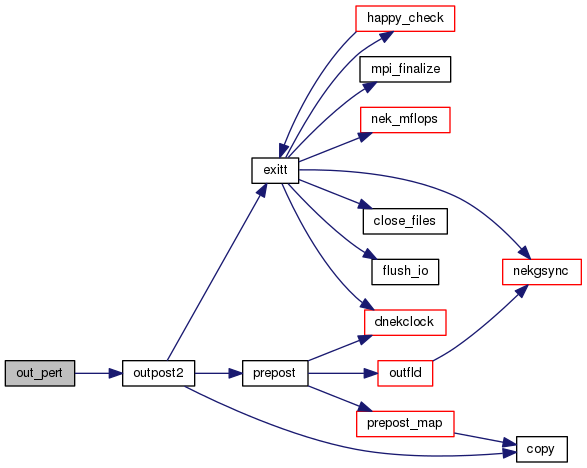 happy_check
mpi_finalize
nek_mflops
exitt
close_files
flush_io
nekgsync
dnekclock
out_pert
outpost2
prepost
outfld
prepost_map
copy